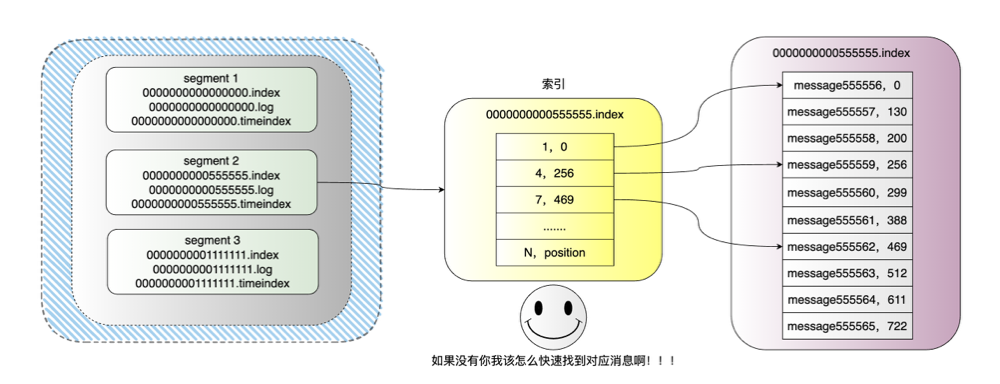 segment 1
0000000000000000.index
0000000000000000.log
0000000000000000.timeindex
segment 2
0000000000555555.index
0000000000555555.log
0000000000555555.timeindex
segment 3
0000000001111111.index
0000000001111111.log
0000000001111111.timeindex
索引
0000000000555555.index
1，0
4，256
7，469
.......
N，position
如果没有你我该怎么快速找到对应消息啊！！！
0000000000555555.index
message555556，0
message555557，130
message555558，200
message555559，256
message555560，299
message555561，388
message555562，469
message555563，512
message555564，611
message555565，722